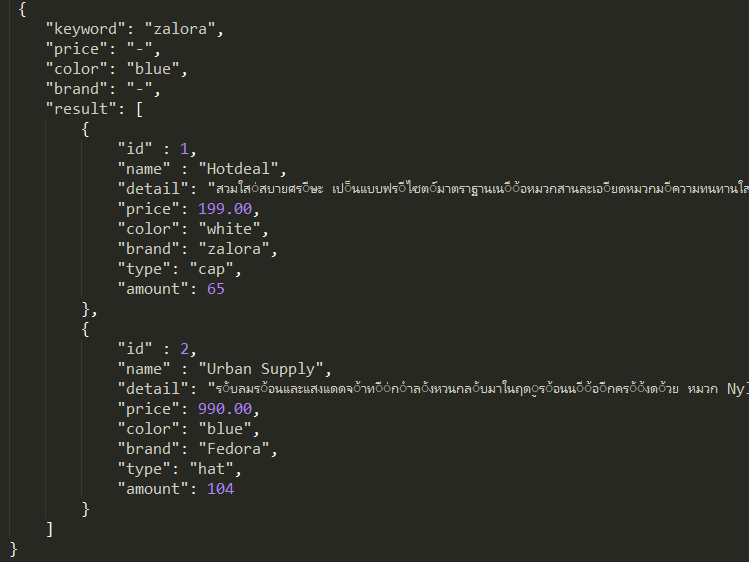 {
"keyword": "zalora",
"price": "-",
"color": "blue",
"brand": "-",
"result": [
{
"id" : 1,
"name" : "Hotdeal",
"detail": "สวมใส่สบายศรีษะ เป็นแบบฟรีไซต์มาตราฐานเนื้อหมวกสานละเอียดหมวกมีความทนทานใส
"price": 199.00,
"color": "white",
"brand": "zalora",
"type": "cap",
"amount": 65
},
{
"id" : 2,
"name" : "Urban Supply",
"detail": "รับลมร้อนและแสงแดดจ้าที่กำลังหวนกลับมาในฤดูร้อนนี้อีกครั้งด้วย หมวก Nyl
"price": 990.00,
"color": "blue",
"brand": "Fedora",
"type": "hat",
"amount": 104
}
]
}